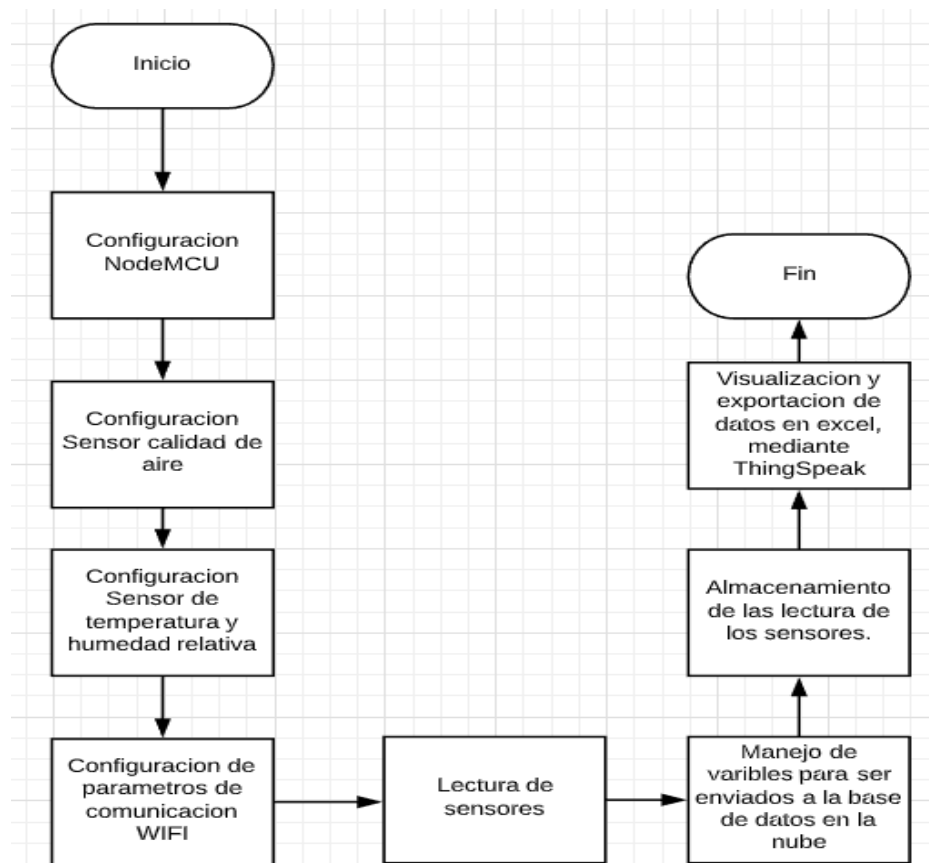 Inicio
Configuracion
NodeMCU
Configuracion
Sensor calidad de
aire
Configuracion
Sensor de
temperatura y
humedad relativa
Configuracion de
parametros de
comunicacion
WIFI
Lectura de
sensores
Manejo de
varibles para ser
enviados a la base
de datos en la
nube
Almacenamiento
de las lectura de
los sensores.
Visualizacion y
exportacion de
datos en excel,
mediante
ThingSpeak
Fin